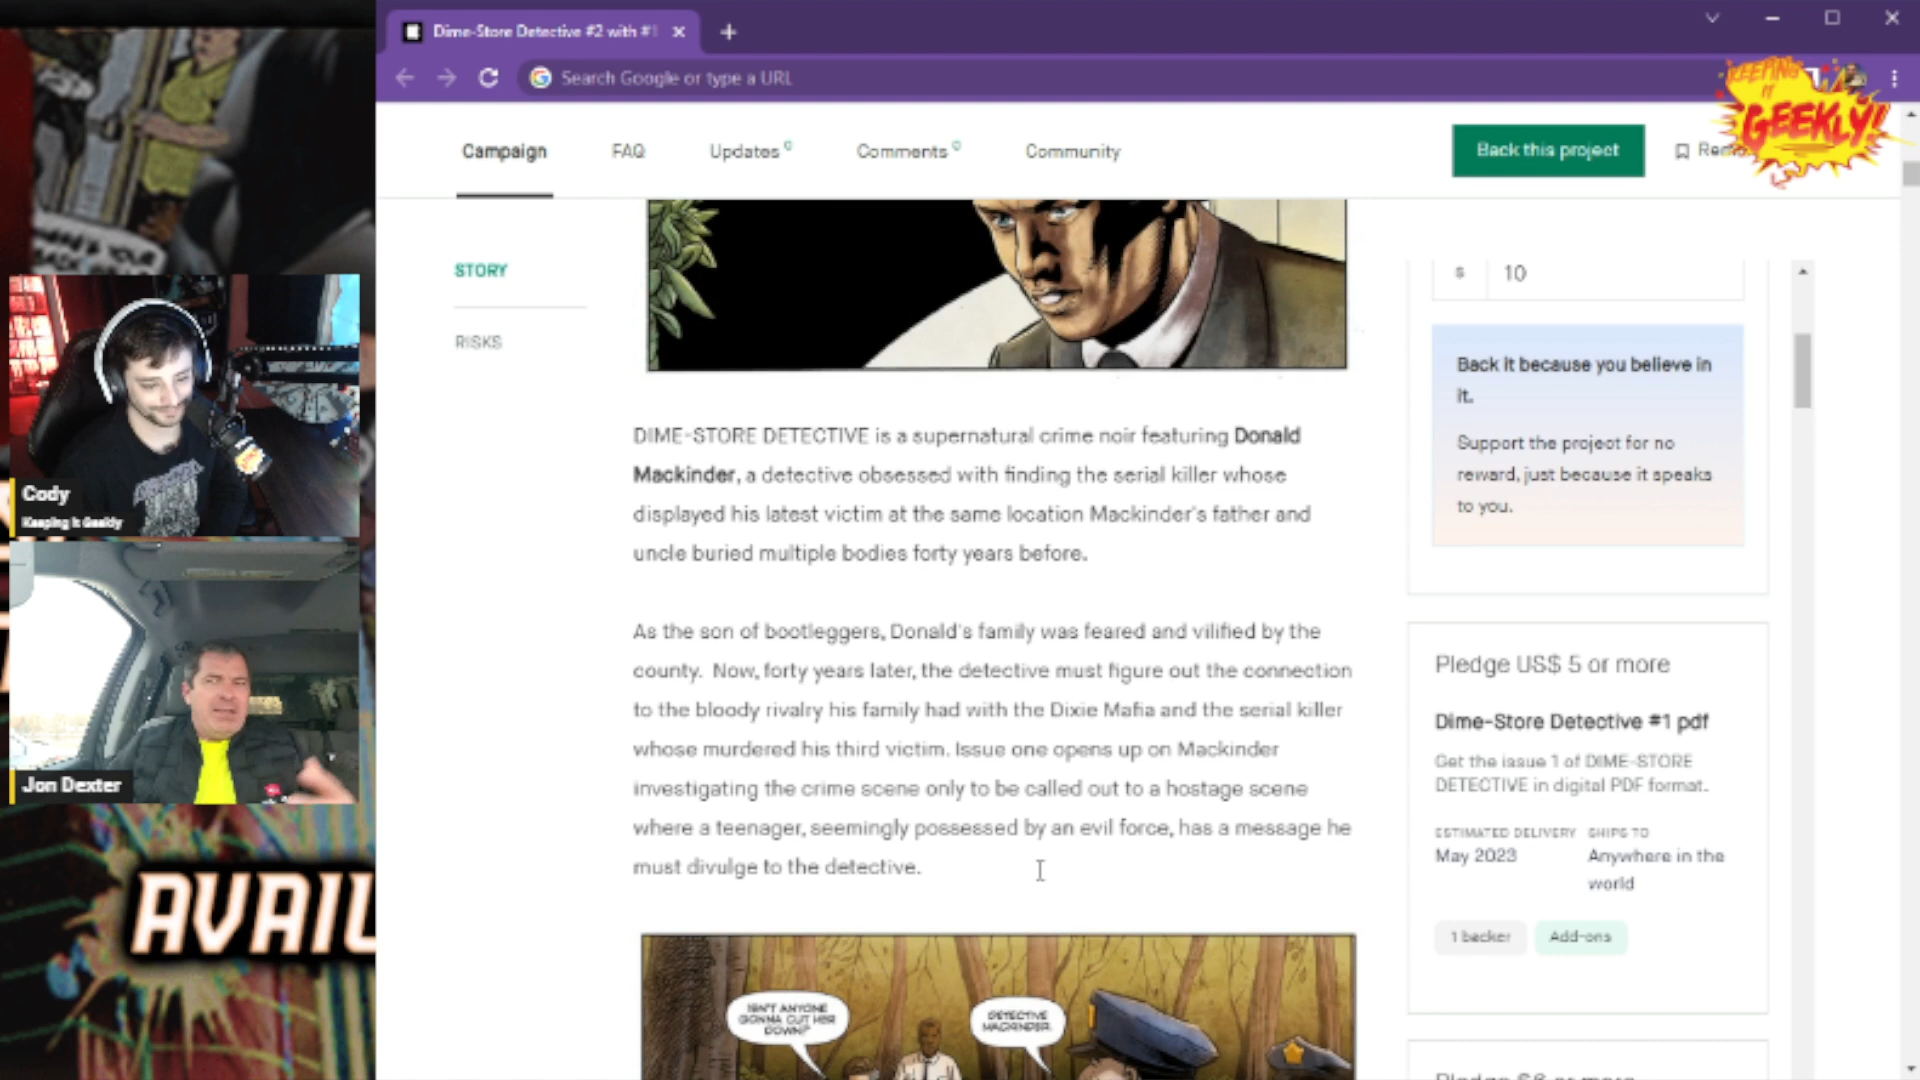 Dime-Store Detective #2 with #1
Search Google or type a URL
KEEPING
IT
GEEKLY!
Campaign
FAQ
Updates 0
Comments 0
Community
Back this project
STORY
RISKS
$ 10
Back it because you believe in
it.
Support the project for no
reward, just because it speaks
to you.
DIME-STORE DETECTIVE is a supernatural crime noir featuring Donald
Mackinder, a detective obsessed with finding the serial killer whose
displayed his latest victim at the same location Mackinder's father and
uncle buried multiple bodies forty years before.
As the son of bootleggers, Donald's family was feared and vilified by the
county. Now, forty years later, the detective must figure out the connection
to the bloody rivalry his family had with the Dixie Mafia and the serial killer
whose murdered his third victim. Issue one opens up on Mackinder
investigating the crime scene only to be called out to a hostage scene
where a teenager, seemingly possessed by an evil force, has a message he
must divulge to the detective.
Pledge US$ 5 or more
Dime-Store Detective #1 pdf
Get the issue 1 of DIME-STORE
DETECTIVE in digital PDF format.
ESTIMATED DELIVERY
May 2023
SHIPS TO
Anywhere in the
world
1 backer
Add-ons
ISN'T ANYONE
GONNA CUT HER
DOWN?
DETECTIVE
MACKINDER.
Cody
Keeping It Geekly
Jon Dexter
AVAIL